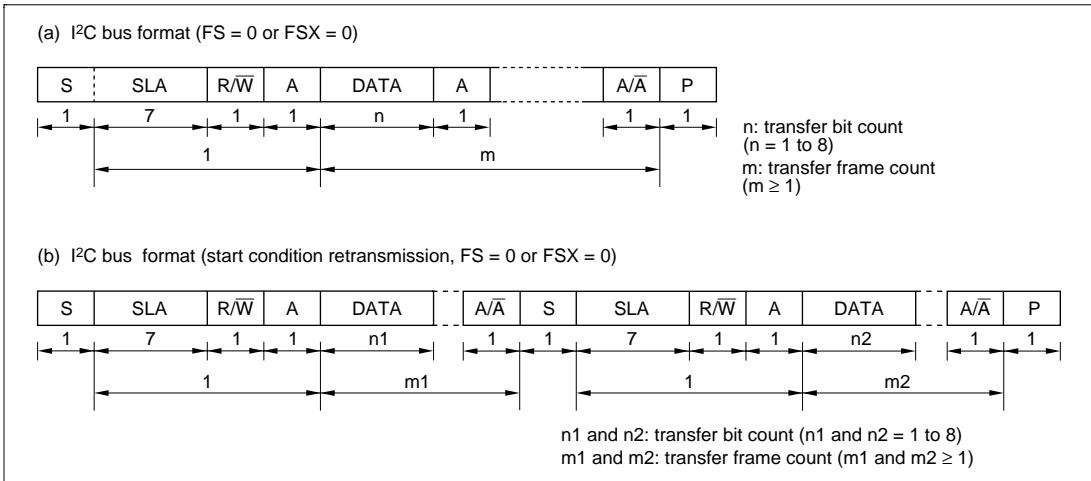 (a) I²C bus format (FS = 0 or FSX = 0)
S SLA R/W̅ A DATA A A/A̅ P
1 7 1 1 n 1 1 1
1 m
n: transfer bit count
(n = 1 to 8)
m: transfer frame count
(m ≥ 1)
(b) I²C bus format (start condition retransmission, FS = 0 or FSX = 0)
S SLA R/W̅ A DATA A/A̅ S SLA R/W̅ A DATA A/A̅ P
1 7 1 1 n1 1 1 7 1 1 n2 1 1
1 m1 1 m2
n1 and n2: transfer bit count (n1 and n2 = 1 to 8)
m1 and m2: transfer frame count (m1 and m2 ≥ 1)